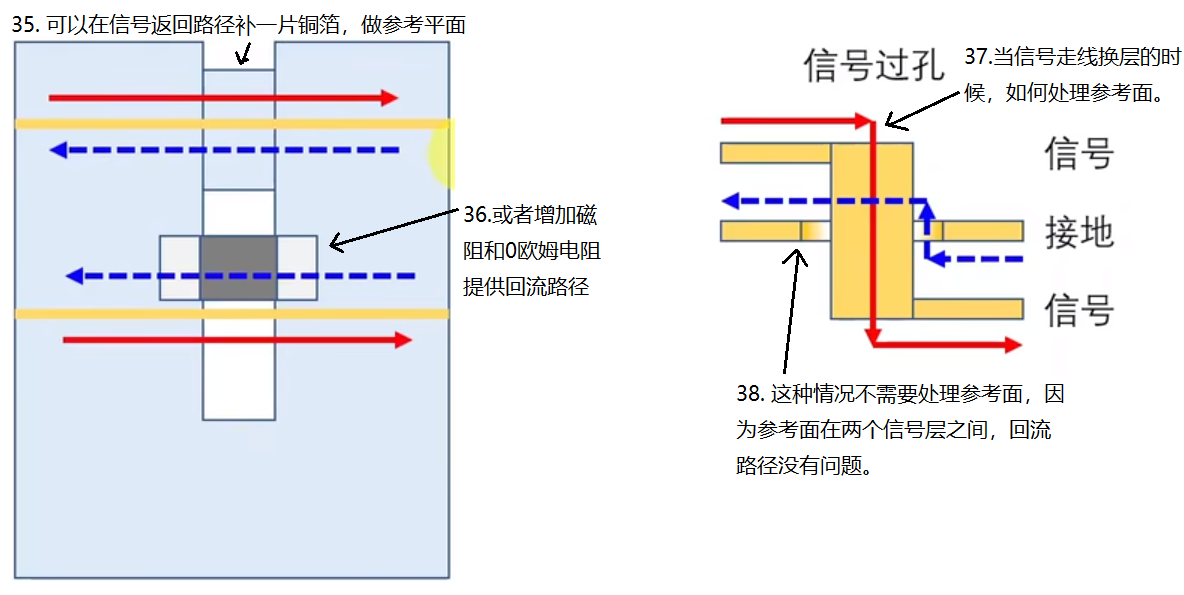 35. 可以在信号返回路径补一片铜箔，做参考平面
36.或者增加磁
阻和0欧姆电阻
提供回流路径
信号过孔
37.当信号走线换层的时
候，如何处理参考面。
信号
接地
信号
38. 这种情况不需要处理参考面，因
为参考面在两个信号层之间，回流
路径没有问题。